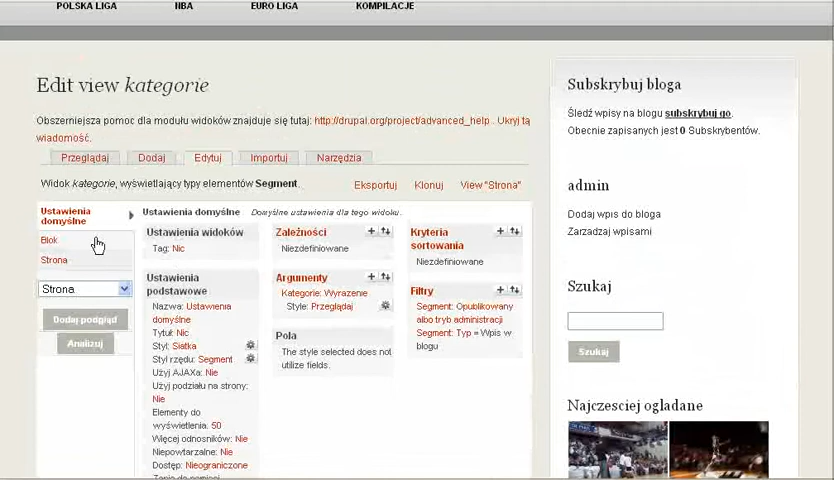 POLSKA LIGA NBA EURO LIGA KOMPILACJE
Edit view kategorie
Obszerniejsza pomoc dla modułu widoków znajduje się tutaj: http://drupal.org/project/advanced_help . Ukryj tą
wiadomość.
Przeglądaj Dodaj Edytuj Importuj Narzędzia
Widok kategorie, wyświetlający typy elementów Segment.
Eksportuj Klonuj View "Strona"
Ustawienia
domyślne
Blok
Strona
Strona
Dodaj podgląd
Analizuj
Ustawienia domyślne Domyślne ustawienia dla tego widoku.
Ustawienia widoków
Tag: Nic
Ustawienia
podstawowe
Nazwa: Ustawienia
domyślne
Tytuł: Nic
Styl: Siatka
Styl rzędu: Segment
Użyj AJAXa: Nie
Użyj podziału na strony:
Nie
Elementy do
wyświetlenia: 50
Więcej odnośników: Nie
Niepowtarzalne: Nie
Dostęp: Nieograniczone
Zależności
Niezdefiniowane
Argumenty
Kategorie: Wyrażenie
Style: Przeglądaj
Pola
The style selected does not
utilize fields.
Kryteria
sortowania
Niezdefiniowane
Filtry
Segment: Opublikowany
albo tryb administracji
Segment: Typ = Wpis w
blogu
Subskrybuj bloga
Śledź wpisy na blogu subskrybuj go.
Obecnie zapisanych jest 0 Subskrybentów.
admin
Dodaj wpis do bloga
Zarzadzaj wpisami
Szukaj
Szukaj
Najczesciej ogladane